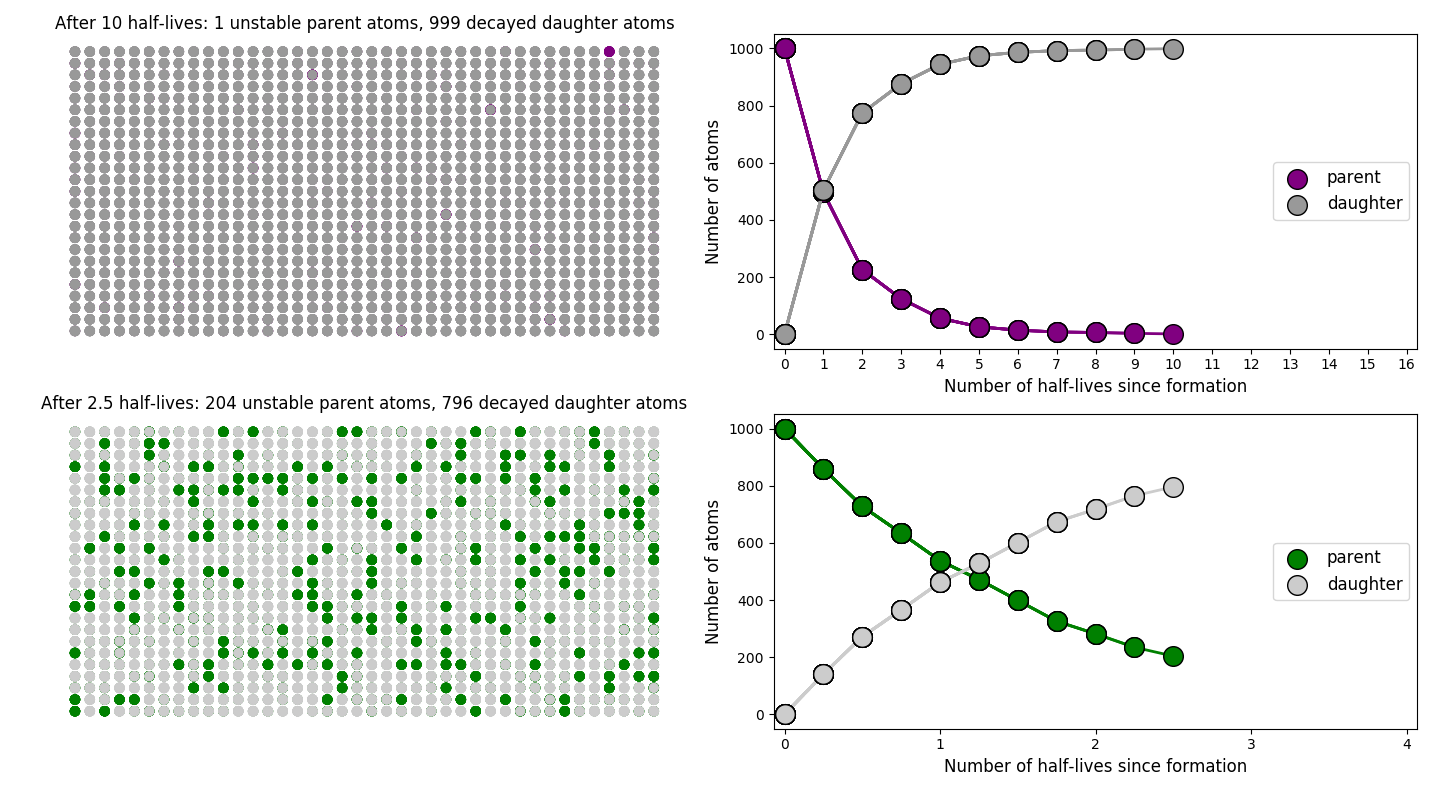 After 10 half-lives: 1 unstable parent atoms, 999 decayed daughter atoms
1000
800
600
400
200
0
Number of atoms
parent
daughter
0 1 2 3 4 5 6 7 8 9 10 11 12 13 14 15 16
Number of half-lives since formation
After 2.5 half-lives: 204 unstable parent atoms, 796 decayed daughter atoms
1000
800
600
400
200
0
Number of atoms
parent
daughter
0 1 2 3 4
Number of half-lives since formation